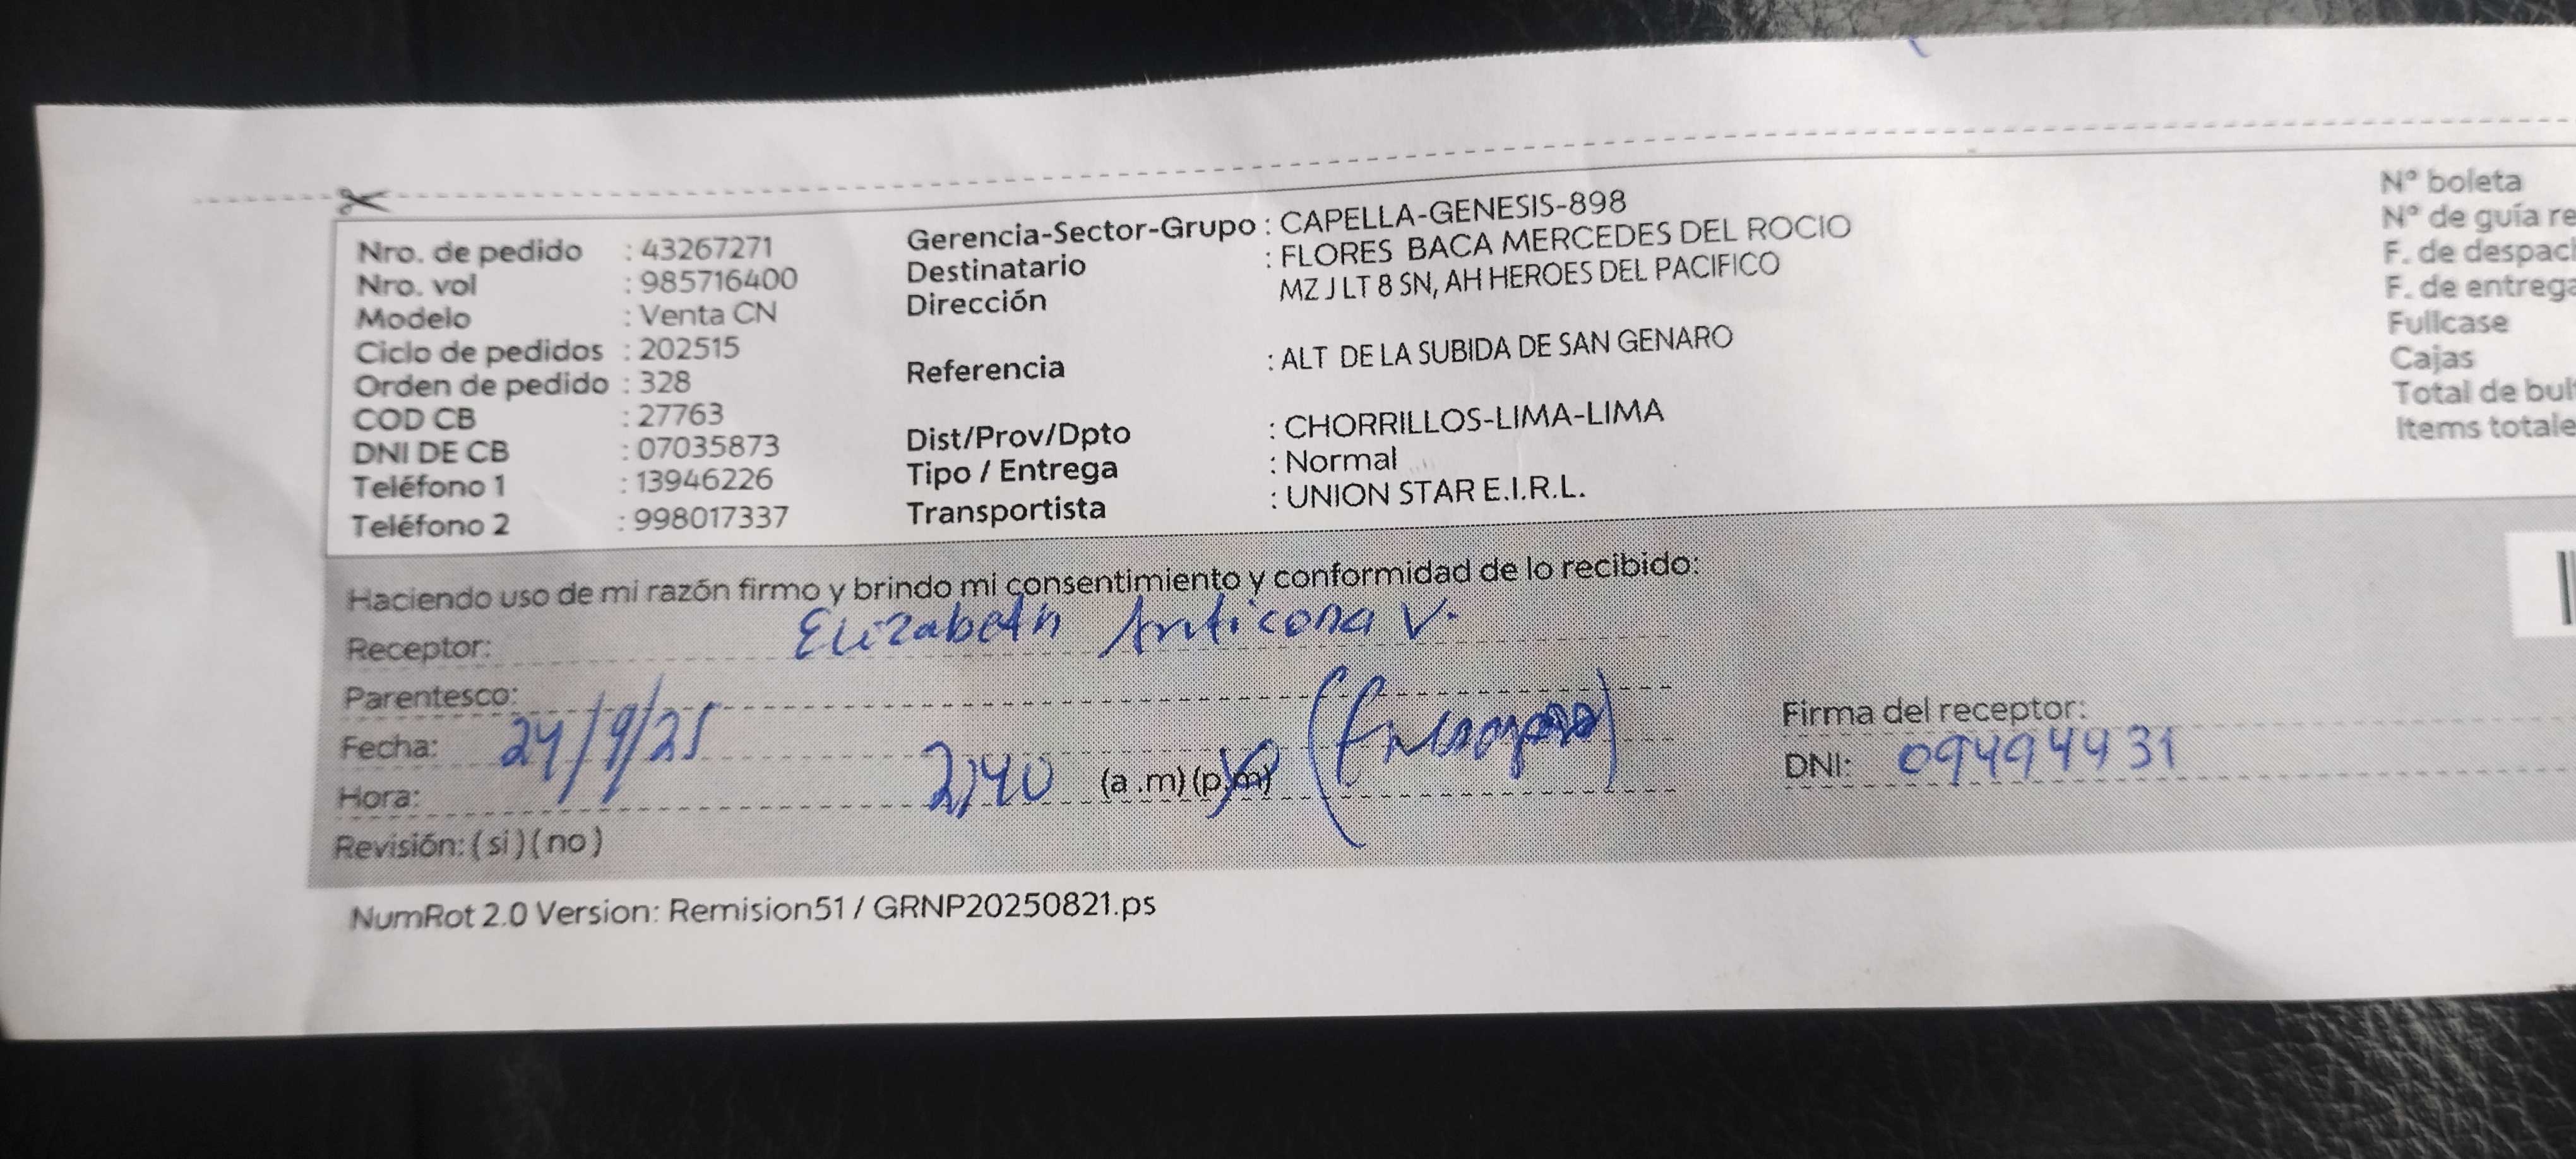 Nro. de pedido : 43267271
Nro. vol : 985716400
Modelo : Venta CN
Ciclo de pedidos : 202515
Orden de pedido : 328
COD CB : 27763
DNI DE CB : 07035873
Teléfono 1 : 13946226
Teléfono 2 : 998017337
Gerencia-Sector-Grupo : CAPELLA-GENESIS-898
Destinatario : FLORES BACA MERCEDES DEL ROCIO
Dirección MZ J LT 8 SN, AH HEROES DEL PACIFICO
Referencia : ALT DE LA SUBIDA DE SAN GENARO
Dist/Prov/Dpto : CHORRILLOS-LIMA-LIMA
Tipo / Entrega : Normal
Transportista : UNION STAR E.I.R.L.
N° boleta
N° de guía re
F. de despac
F. de entrega
Fullcase
Cajas
Total de bul
Items totale
Haciendo uso de mi razón firmo y brindo mi consentimiento y conformidad de lo recibido:
Receptor: Elizabeth Anticona V.
Parentesco:
Fecha: 24/9/25
Hora: 2:40 (a .m) (p.m)
Revisión: ( si ) ( no )
Firma del receptor:
DNI: 09494931
NumRot 2.0 Version: Remision51 / GRNP20250821.ps